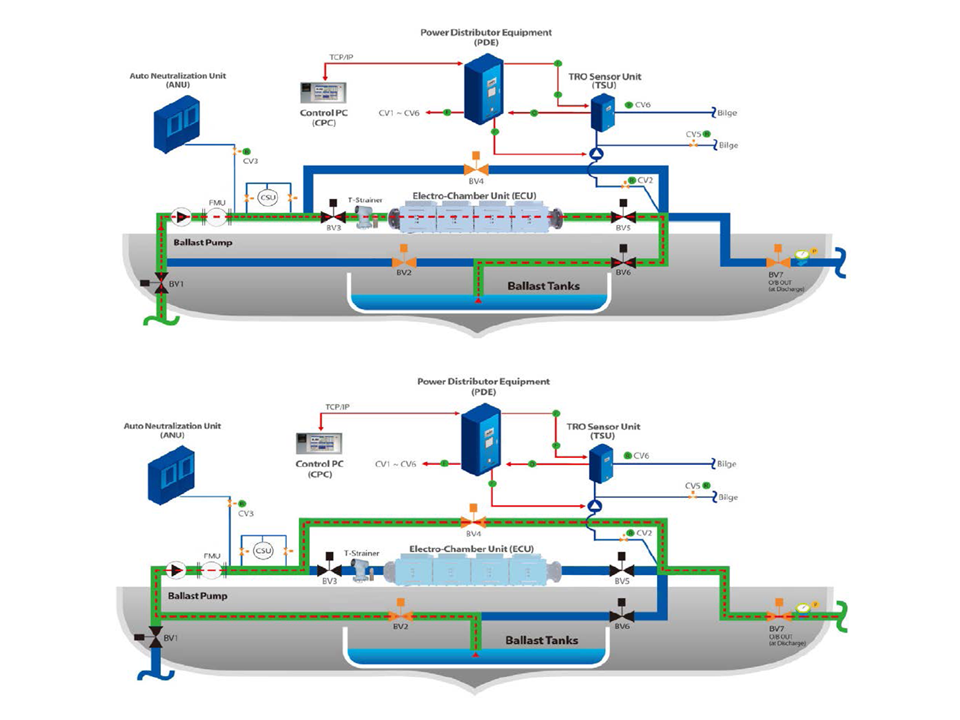 Power Distributor Equipment
(PDE)
TCP/IP
Auto Neutralization Unit
(ANU)
TRO Sensor Unit
(TSU)
Control PC
(CPC)
CV1 ~ CV6
CV6
Bilge
CV5
Bilge
CV3
BV4
CV2
CSU
FMU
T-Strainer
Electro-Chamber Unit (ECU)
BV3
BV5
Ballast Pump
BV2
BV6
BV7
O/B OUT
(at Discharge)
BV1
Ballast Tanks
Power Distributor Equipment
(PDE)
TCP/IP
Auto Neutralization Unit
(ANU)
TRO Sensor Unit
(TSU)
Control PC
(CPC)
CV1 ~ CV6
CV6
Bilge
CV5
Bilge
CV3
BV4
CV2
CSU
FMU
T-Strainer
Electro-Chamber Unit (ECU)
BV3
BV5
Ballast Pump
BV2
BV6
BV7
O/B OUT
(at Discharge)
BV1
Ballast Tanks